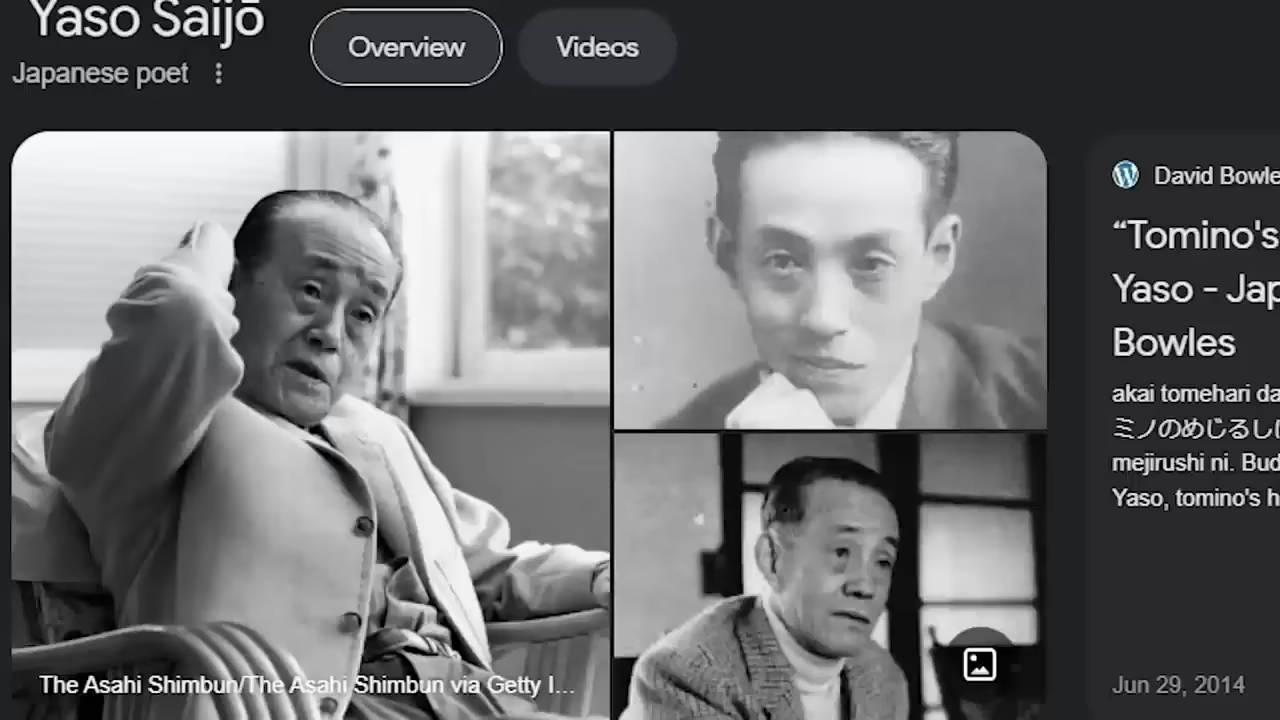 Yaso Saijō
Japanese poet
Overview
Videos
The Asahi Shimbun/The Asahi Shimbun via Getty I...
David Bowle
“Tomino's
Yaso - Jap
Bowles
akai tomehari da
ミノのめじるしに
mejirushi ni. Bud
Yaso, tomino's h
Jun 29, 2014